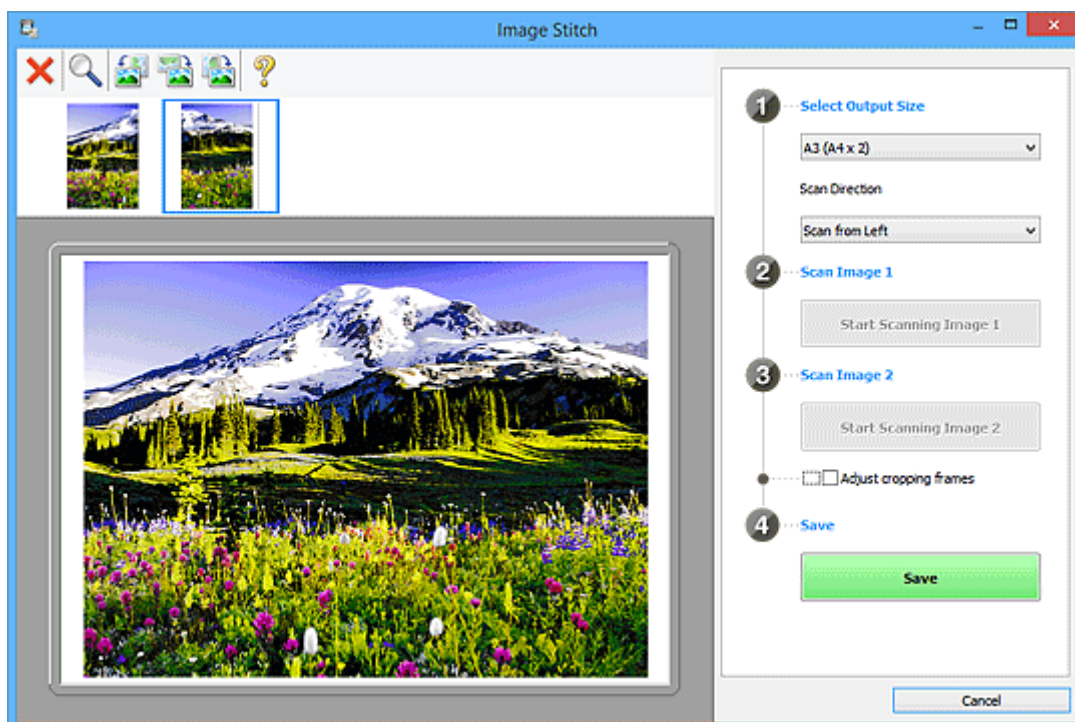 Image Stitch
1
Select Output Size
A3 (A4 x 2)
Scan Direction
Scan from Left
2
Scan Image 1
Start Scanning Image 1
3
Scan Image 2
Start Scanning Image 2
Adjust cropping frames
4
Save
Save
Cancel